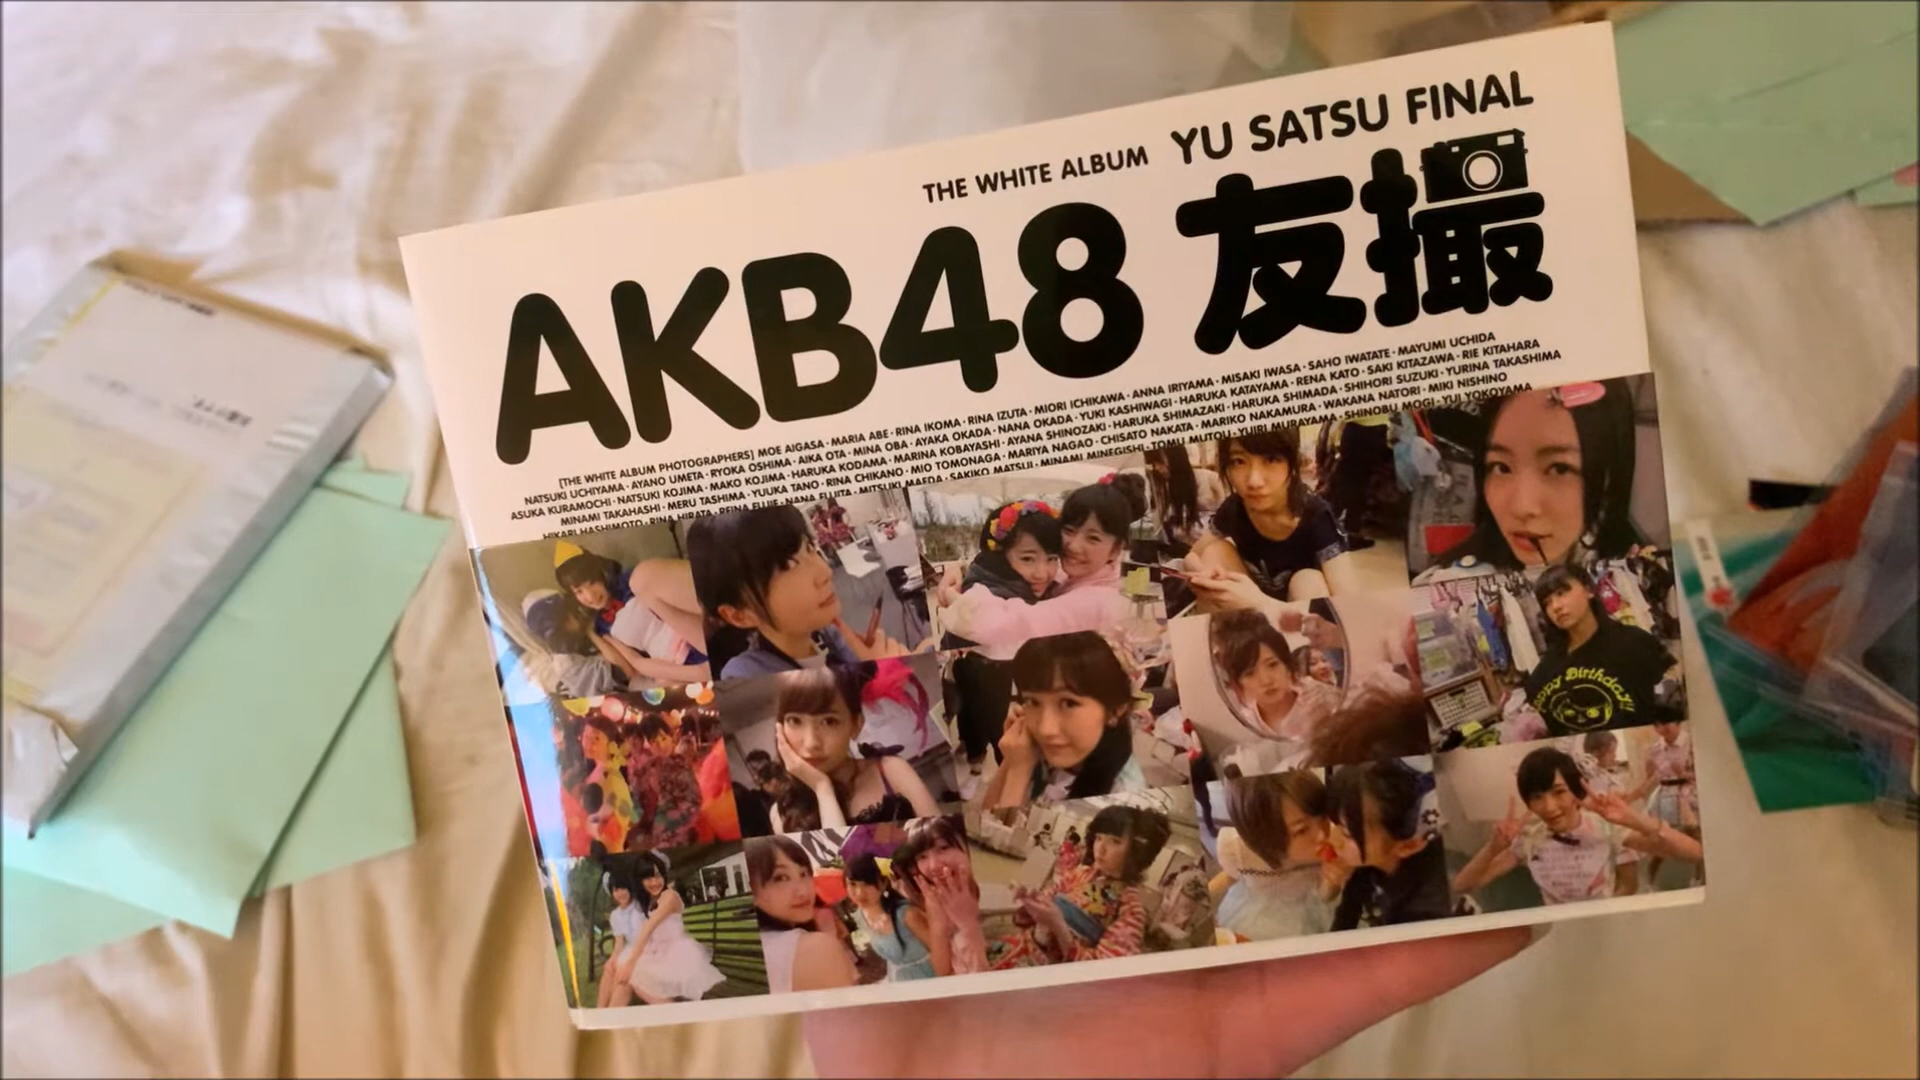 THE WHITE ALBUM YU SATSU FINAL
AKB48 友撮
[THE WHITE ALBUM PHOTOGRAPHERS] MOE AIGASA · MARIA ABE · RINA IKOMA · RINA IZUTA · MIORI ICHIKAWA · ANNA IRIYAMA · MISAKI IWASA · SAHO IWATATE · MAYUMI UCHIDA
NATSUKI UCHIYAMA · AYANO UMETA · RYOKA OSHIMA · AIKA OTA · MINA OBA · AYAKA OKADA · NANA OKADA · YUKI KASHIWAGI · HARUKA KATAYAMA · RENA KATO · SAKI KITAZAWA · RIE KITAHARA
ASUKA KURAMOCHI · NATSUKI KOJIMA · MAKO KOJIMA · HARUKA KODAMA · MARINA KOBAYASHI · AYANA SHINOZAKI · HARUKA SHIMAZAKI · HARUKA SHIMADA · SHIHORI SUZUKI · YURINA TAKASHIMA
MINAMI TAKAHASHI · MERU TASHIMA · YUUKA TANO · RINA CHIKANO · MIO TOMONAGA · MARIYA NAGAO · CHISATO NAKATA · MARIKO NAKAMURA · WAKANA NATORI · MIKI NISHINO
HIKARI HASHIMOTO · RINA HIRATA · REINA FUJIE · NANA FUJITA · MITSUKI MAEDA · SAKIKO MATSUI · MINAMI MINEGISHI · TOMU MUTOU · YUIRI MURAYAMA · SHINOBU MOGI · YUI YOKOYAMA
Happy Birthday!!